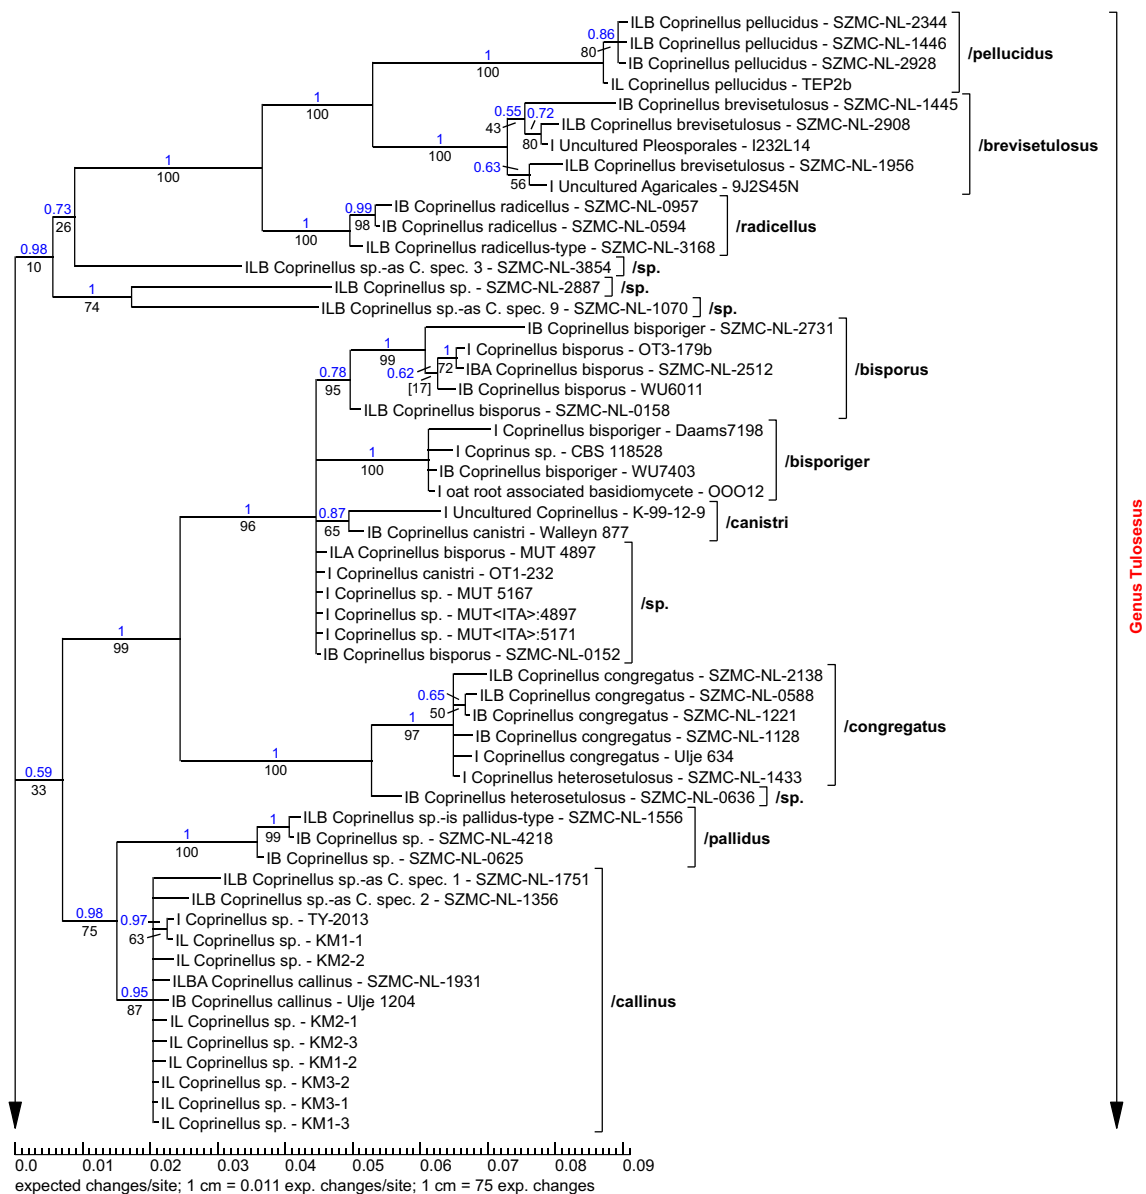 ILB Coprinellus pellucidus - SZMC-NL-2344
0.86
ILB Coprinellus pellucidus - SZMC-NL-1446
80
/pellucidus
1
IB Coprinellus pellucidus - SZMC-NL-2928
100
IL Coprinellus pellucidus - TEP2b
1
100
IB Coprinellus brevisetulosus - SZMC-NL-1445
0.55
0.72
43
ILB Coprinellus brevisetulosus - SZMC-NL-2908
1
100
80
I Uncultured Pleosporales - I232L14
/brevisetulosus
1
100
0.63
ILB Coprinellus brevisetulosus - SZMC-NL-1956
56
I Uncultured Agaricales - 9J2S45N
0.73
26
0.99
IB Coprinellus radicellus - SZMC-NL-0957
98
IB Coprinellus radicellus - SZMC-NL-0594
/radicellus
1
100
ILB Coprinellus radicellus-type - SZMC-NL-3168
0.98
10
ILB Coprinellus sp.-as C. spec. 3 - SZMC-NL-3854
/sp.
1
74
ILB Coprinellus sp. - SZMC-NL-2887
/sp.
ILB Coprinellus sp.-as C. spec. 9 - SZMC-NL-1070
/sp.
IB Coprinellus bisporiger - SZMC-NL-2731
1
99
1
I Coprinellus bisporus - OT3-179b
72
0.62
[17]
IBA Coprinellus bisporus - SZMC-NL-2512
/bisporus
0.78
95
IB Coprinellus bisporus - WU6011
ILB Coprinellus bisporus - SZMC-NL-0158
I Coprinellus bisporiger - Daams7198
1
100
I Coprinus sp. - CBS 118528
/bisporiger
IB Coprinellus bisporiger - WU7403
I oat root associated basidiomycete - OOO12
1
96
0.87
65
I Uncultured Coprinellus - K-99-12-9
/canistri
IB Coprinellus canistri - Walleyn 877
ILA Coprinellus bisporus - MUT 4897
I Coprinellus canistri - OT1-232
I Coprinellus sp. - MUT 5167
/sp.
I Coprinellus sp. - MUT<ITA>:4897
I Coprinellus sp. - MUT<ITA>:5171
IB Coprinellus bisporus - SZMC-NL-0152
1
99
ILB Coprinellus congregatus - SZMC-NL-2138
0.65
50
ILB Coprinellus congregatus - SZMC-NL-0588
IB Coprinellus congregatus - SZMC-NL-1221
/congregatus
1
97
IB Coprinellus congregatus - SZMC-NL-1128
I Coprinellus congregatus - Ulje 634
1
100
I Coprinellus heterosetulosus - SZMC-NL-1433
IB Coprinellus heterosetulosus - SZMC-NL-0636
/sp.
0.59
33
1
99
ILB Coprinellus sp.-is pallidus-type - SZMC-NL-1556
1
100
IB Coprinellus sp. - SZMC-NL-4218
/pallidus
IB Coprinellus sp. - SZMC-NL-0625
ILB Coprinellus sp.-as C. spec. 1 - SZMC-NL-1751
ILB Coprinellus sp.-as C. spec. 2 - SZMC-NL-1356
0.98
75
0.97
63
I Coprinellus sp. - TY-2013
IL Coprinellus sp. - KM1-1
IL Coprinellus sp. - KM2-2
ILBA Coprinellus callinus - SZMC-NL-1931
0.95
87
IB Coprinellus callinus - Ulje 1204
/callinus
IL Coprinellus sp. - KM2-1
IL Coprinellus sp. - KM2-3
IL Coprinellus sp. - KM1-2
IL Coprinellus sp. - KM3-2
IL Coprinellus sp. - KM3-1
IL Coprinellus sp. - KM1-3
Genus Tulosesus
0.0 0.01 0.02 0.03 0.04 0.05 0.06 0.07 0.08 0.09
expected changes/site; 1 cm = 0.011 exp. changes/site; 1 cm = 75 exp. changes